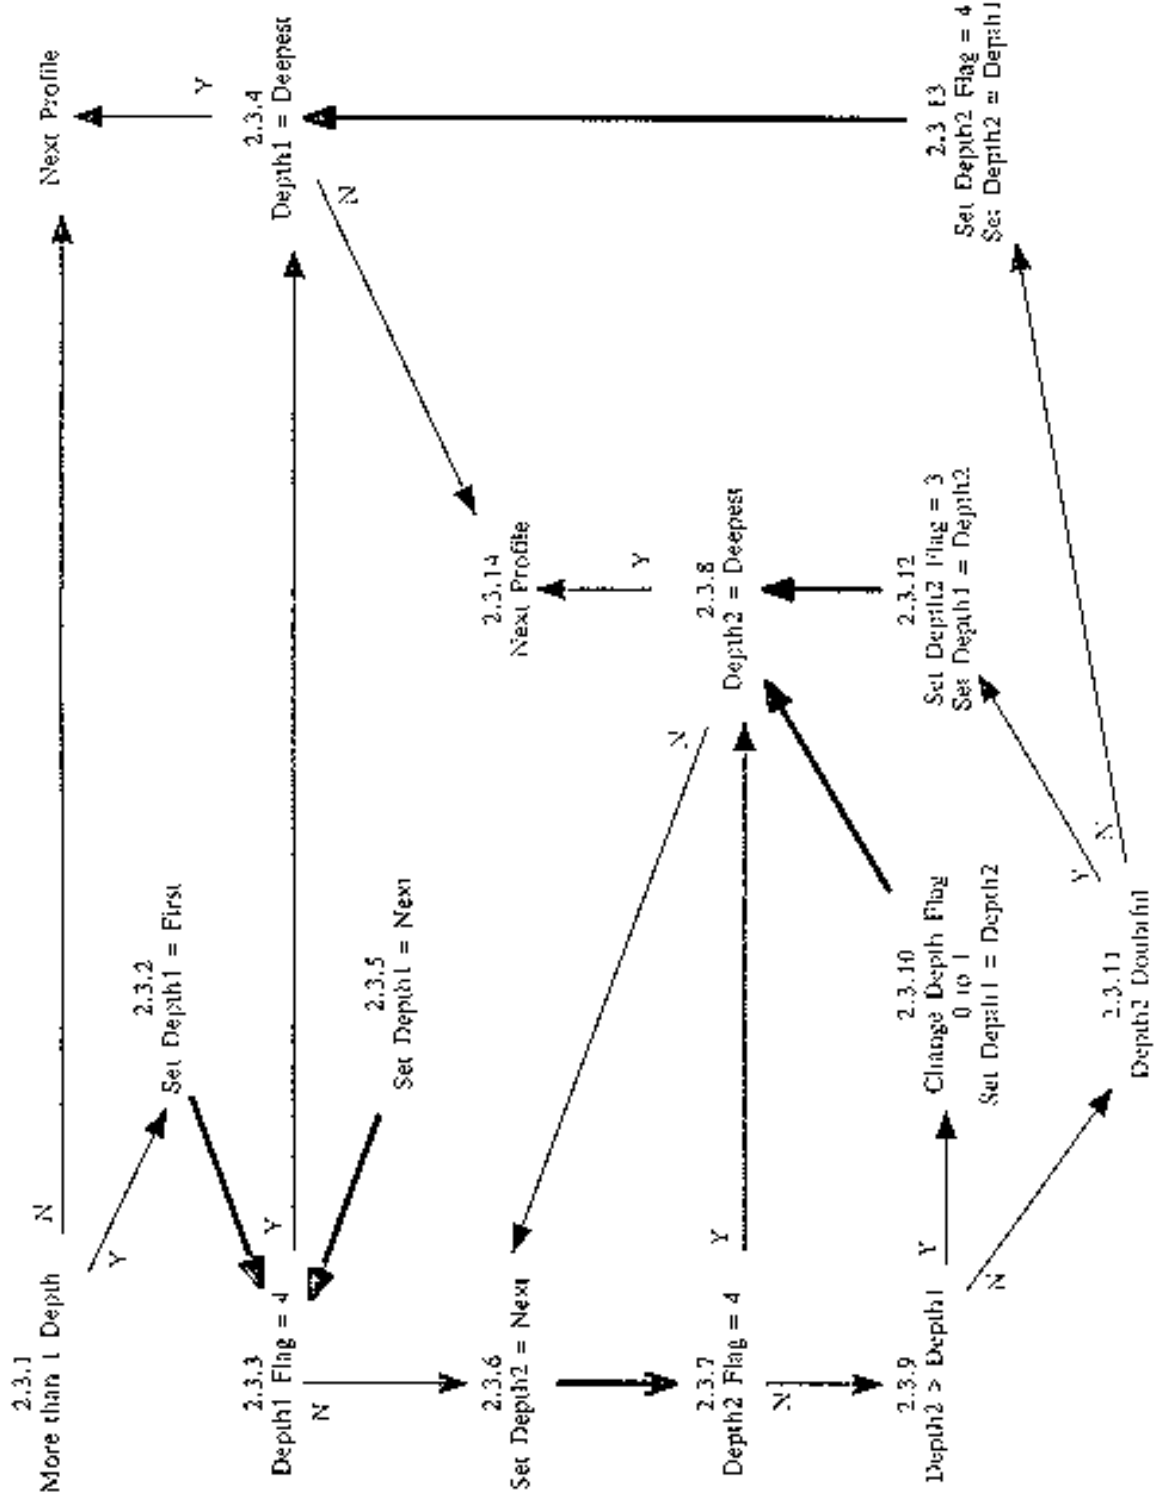 2.3.1
More than 1 Depth
N
Next Profile
Y
2.3.2
Set Depth1 = First
Y
2.3.3
Depth1 Flag = 4
Y
N
2.3.4
Depth1 = Deepest
N
2.3.5
Set Depth1 = Next
2.3.6
Set Depth2 = Next
2.3.14
Next Profile
N
Y
2.3.7
Depth2 Flag = 4
Y
N
2.3.8
Depth2 = Deepest
2.3.9
Depth2 > Depth1
Y
N
2.3.10
Change Depth Flag
0 to 1
Set Depth1 = Depth2
2.3.12
Set Depth2 Flag = 3
Set Depth1 = Depth2
2.3.13
Set Depth2 Flag = 4
Set Depth2 = Depth1
Y
N
2.3.11
Depth2 Doubtful